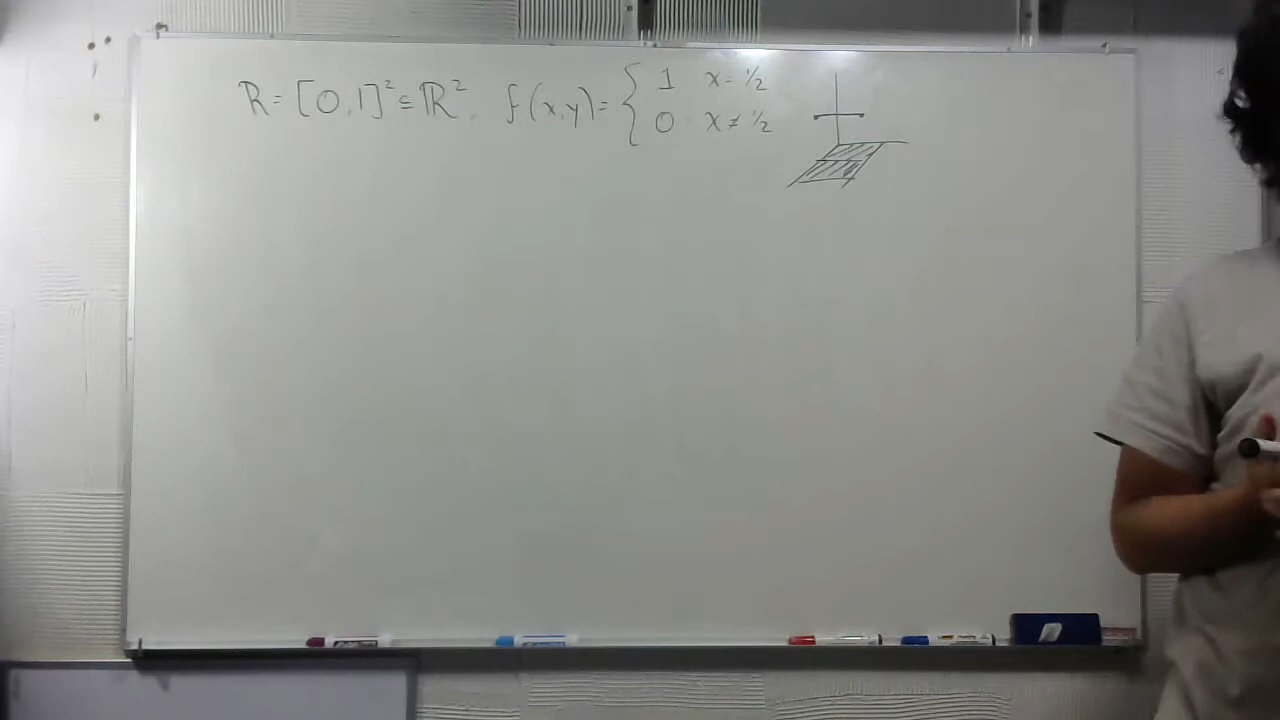 R = [0,1]² ⊆ ℝ², f(x,y) = { 1 x = ½
0 x ≠ ½